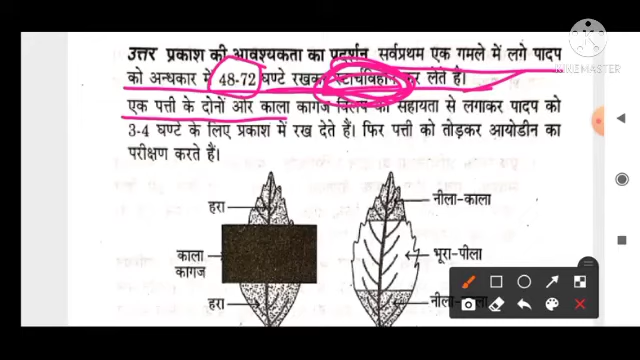 उत्तर प्रकाश की आवश्यकता का प्रदर्शन सर्वप्रथम एक गमले में लगे पादप
को अन्धकार में 48-72 घण्टे रखकर स्टार्चविहीन कर लेते है।
एक पत्ती के दोनों ओर काला कागज क्लिप की सहायता से लगाकर पादप को
3-4 घण्टे के लिए प्रकाश में रख देते हैं। फिर पत्ती को तोड़कर आयोडीन का
परीक्षण करते हैं।
हरा
नीला-काला
काला
कागज
भूरा-पीला
हरा
KINEMASTER